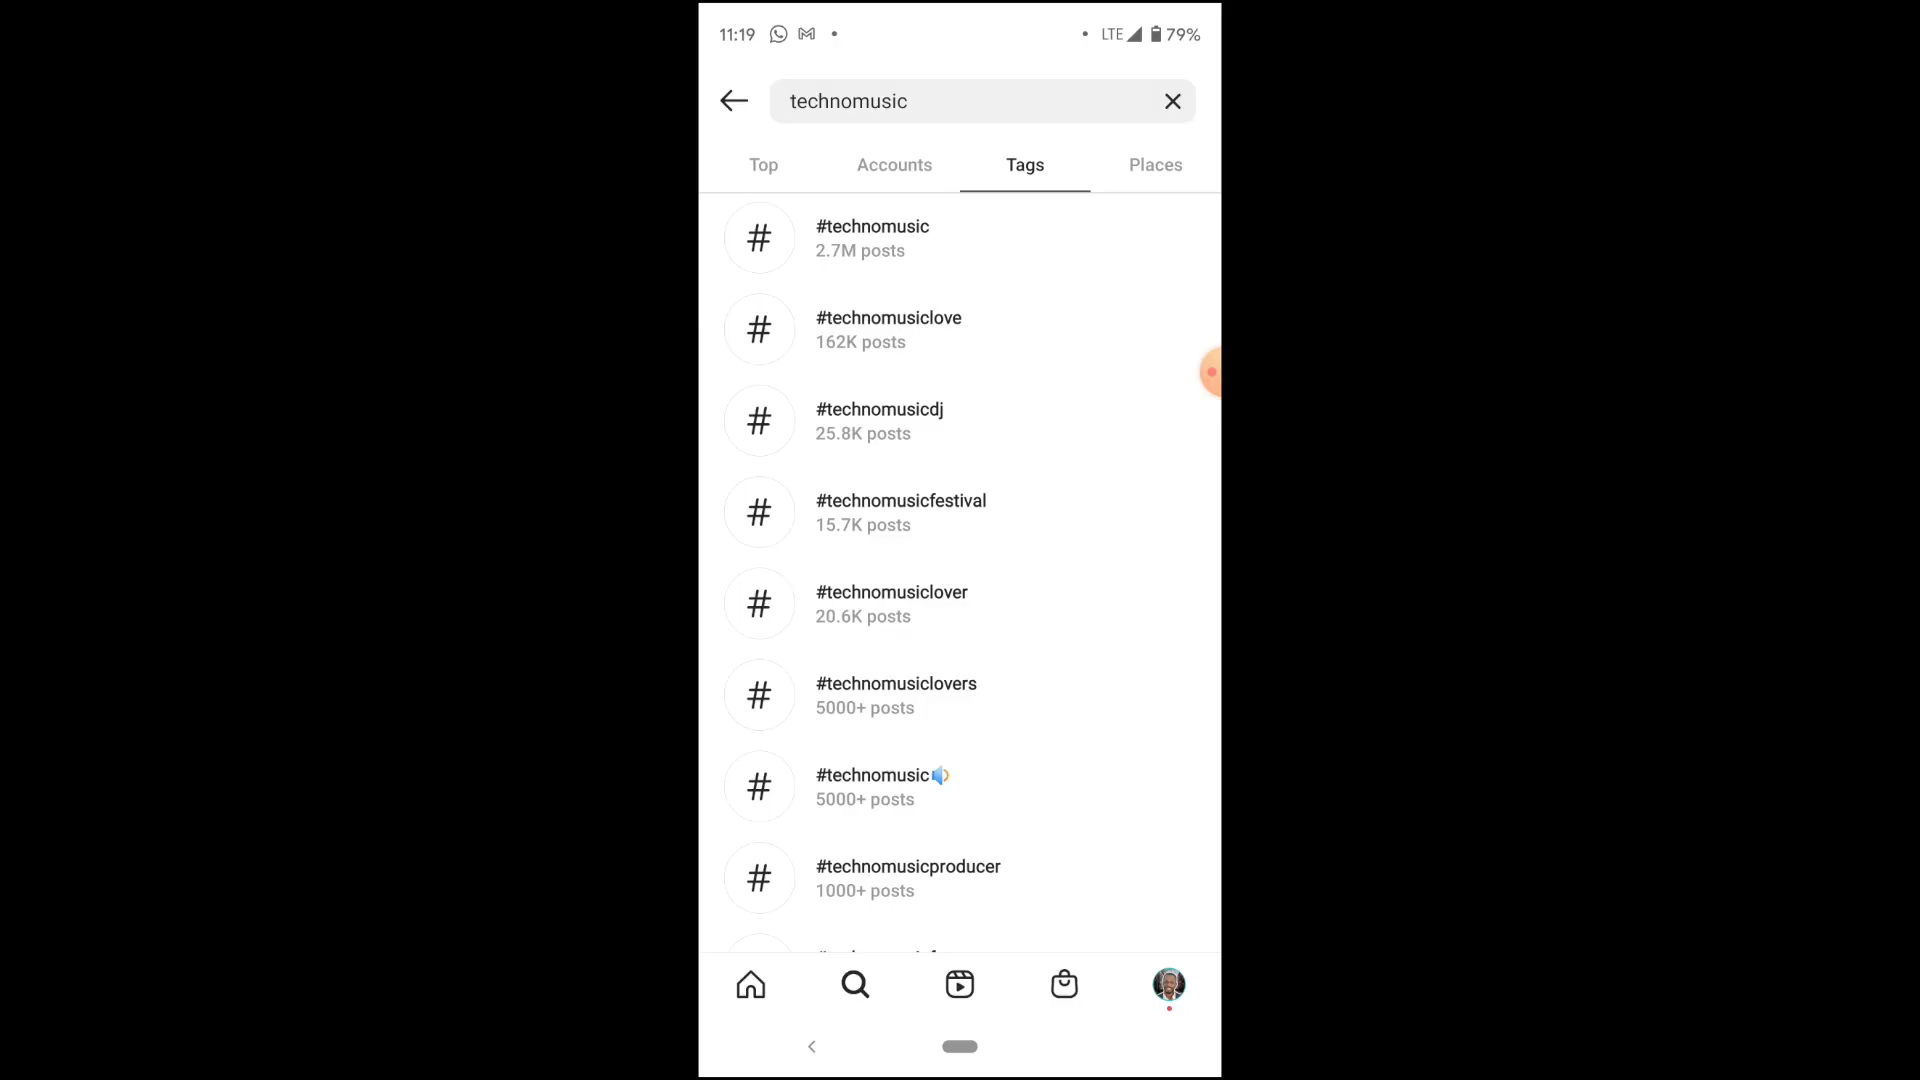 11:19 LTE 79%
technomusic
Top Accounts Tags Places
#technomusic
2.7M posts
#technomusiclove
162K posts
#technomusicdj
25.8K posts
#technomusicfestival
15.7K posts
#technomusiclover
20.6K posts
#technomusiclovers
5000+ posts
#technomusic🔉
5000+ posts
#technomusicproducer
1000+ posts